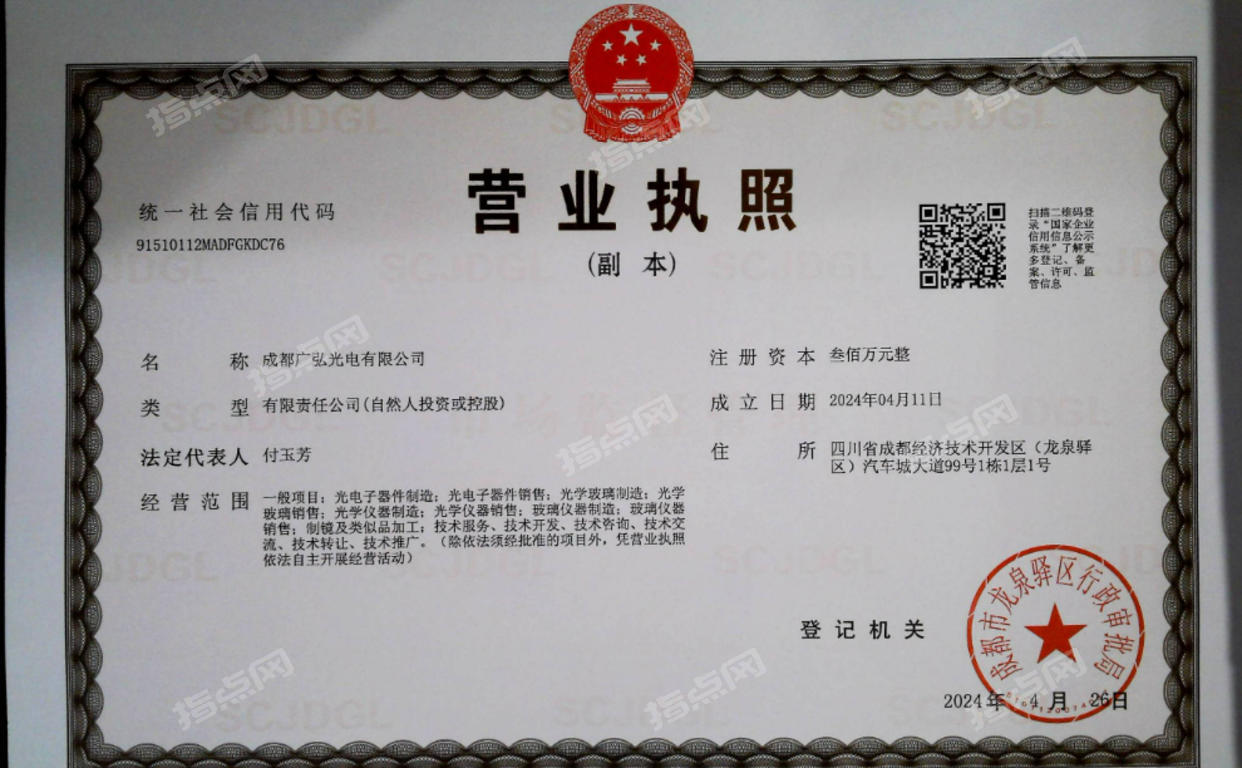 营业执照
(副 本)
统一社会信用代码
91510112MADFGKDC76
扫描二维码登
录“国家企业
信用信息公示
系统”了解更
多登记、备
案、许可、监
管信息
名 称 成都广弘光电有限公司
类 型 有限责任公司(自然人投资或控股)
法定代表人 付玉芳
经营范围 一般项目；光电子器件制造；光电子器件销售；光学玻璃制造；光学
玻璃销售；光学仪器制造；光学仪器销售；玻璃仪器制造；玻璃仪器
销售；制镜及类似品加工；技术服务、技术开发、技术咨询、技术交
流、技术转让、技术推广。（除依法须经批准的项目外，凭营业执照
依法自主开展经营活动）
注册资本 叁佰万元整
成立日期 2024年04月11日
住 所 四川省成都经济技术开发区（龙泉驿
区）汽车城大道99号1栋1层1号
登记机关
成都市龙泉驿区行政审批局
2024年 4月 26日
指点网
SCJDGL